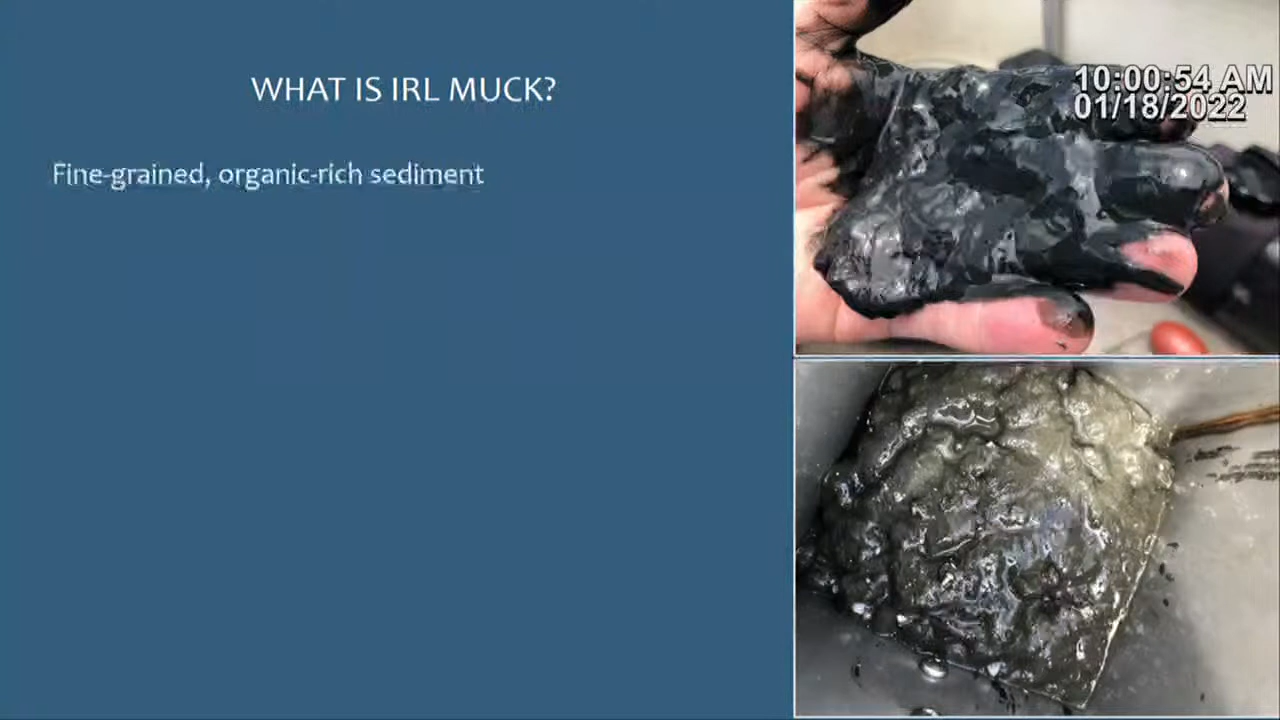 WHAT IS IRL MUCK?
Fine-grained, organic-rich sediment
10:00:54 AM
01/18/2022